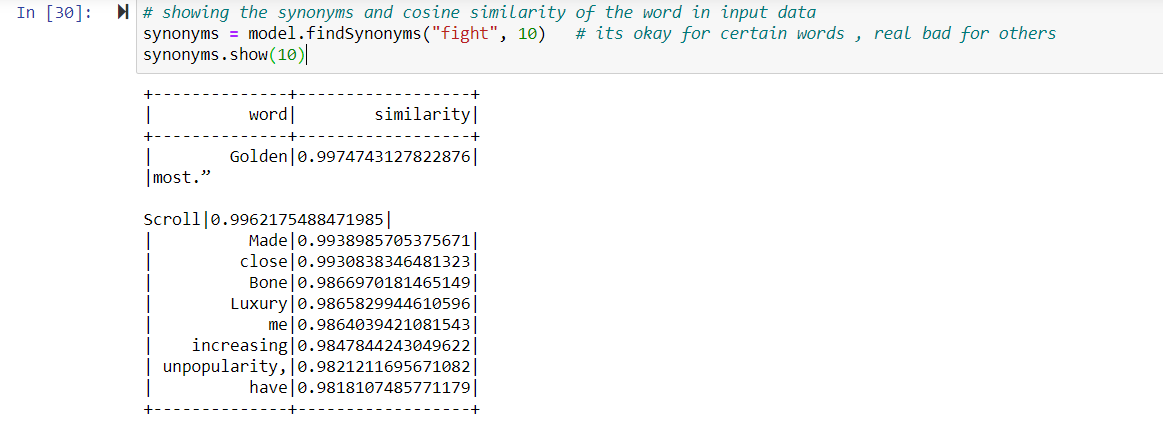 In [30]: # showing the synonyms and cosine similarity of the word in input data
synonyms = model.findSynonyms("fight", 10)   # its okay for certain words , real bad for others
synonyms.show(10)
+--------------+------------------+
|          word|        similarity|
+--------------+------------------+
|        Golden|0.9974743127822876|
|most.”

Scroll|0.9962175488471985|
|          Made|0.9938985705375671|
|         close|0.9930838346481323|
|          Bone|0.9866970181465149|
|        Luxury|0.9865829944610596|
|            me|0.9864039421081543|
|    increasing|0.9847844243049622|
| unpopularity,|0.9821211695671082|
|          have|0.9818107485771179|
+--------------+------------------+